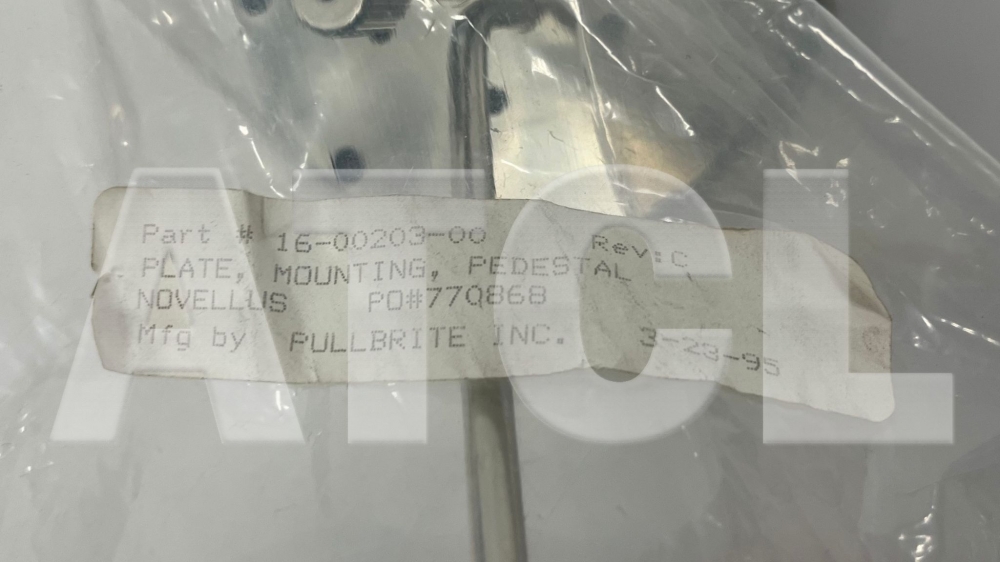 Part # 16-00203-00 Rev:C
PLATE, MOUNTING, PEDESTAL
NOVELLUS PO#77Q868
Mfg by PULLBRITE INC. 3-23-95
ATCL